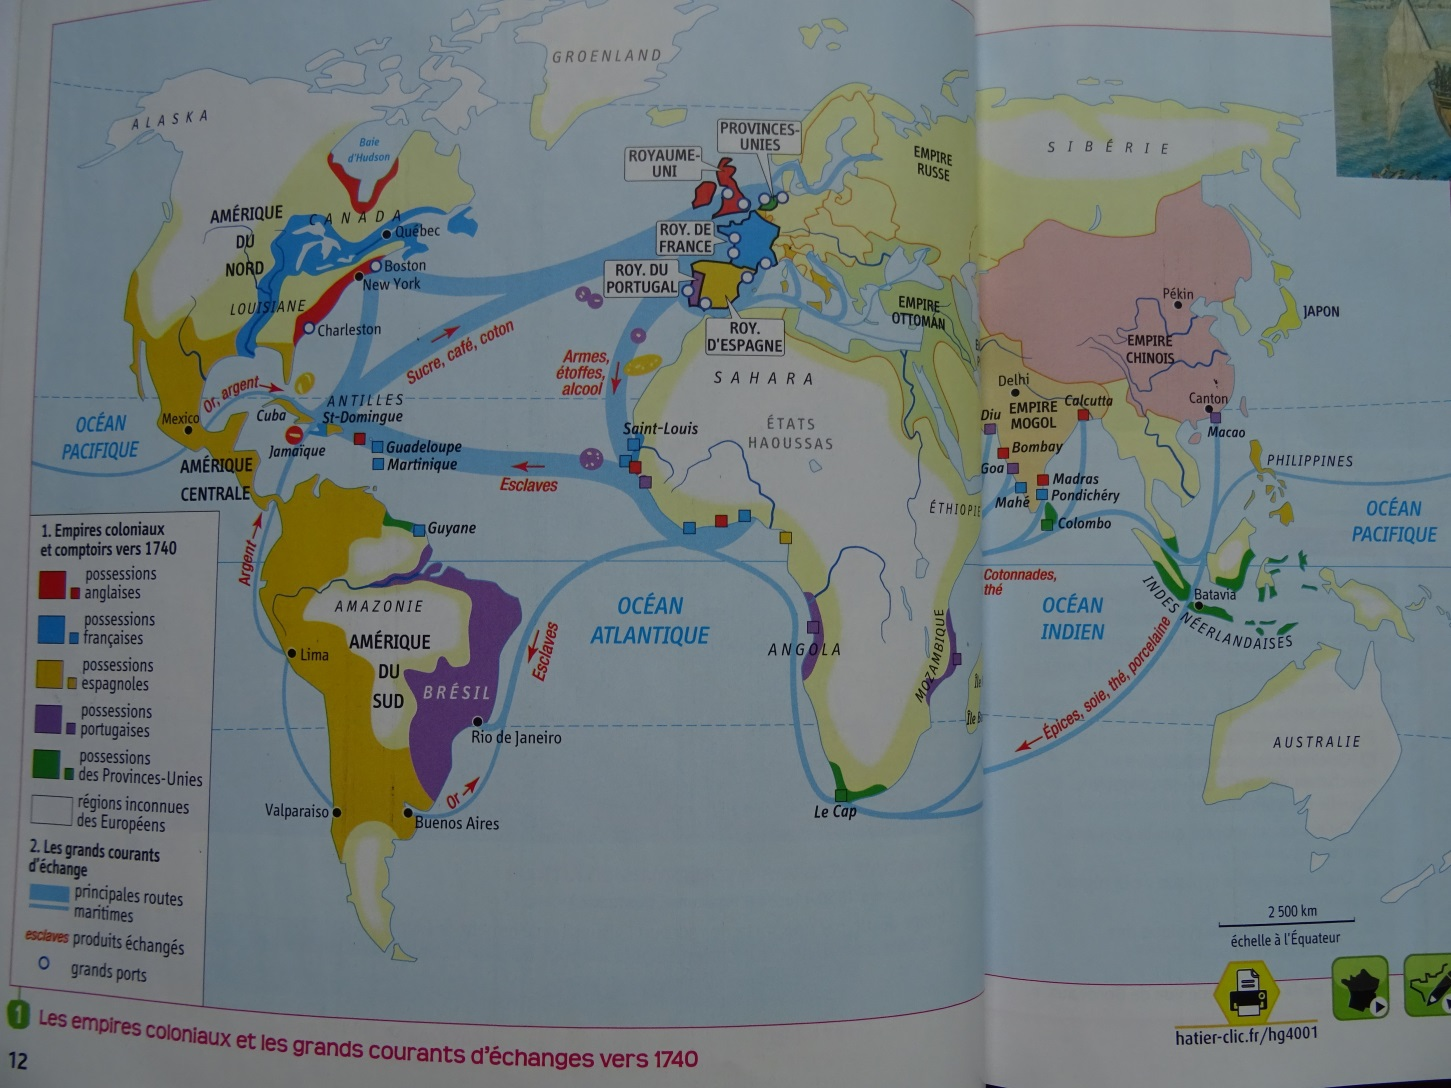 GROENLAND
ALASKA
Baie
d'Hudson
PROVINCES-
UNIES
ROYAUME-
UNI
EMPIRE
RUSSE
SIBÉRIE
AMÉRIQUE
DU
NORD
CANADA
Québec
ROY. DE
FRANCE
ROY. DU
PORTUGAL
Boston
New York
LOUISIANE
Charleston
ROY.
D'ESPAGNE
EMPIRE
OTTOMAN
Pékin
JAPON
EMPIRE
CHINOIS
Sucre, café, coton
Armes,
étoffes,
alcool
SAHARA
Delhi
Or, argent
ANTILLES
OCÉAN
PACIFIQUE
Mexico
Cuba
St-Domingue
Jamaïque
Guadeloupe
Martinique
Saint-Louis
ÉTATS
HAOUSSAS
Diu
EMPIRE
MOGOL
Calcutta
Canton
Macao
Bombay
Goa
PHILIPPINES
AMÉRIQUE
CENTRALE
Esclaves
Madras
Mahé
Pondichéry
ÉTHIOPIE
Colombo
OCÉAN
PACIFIQUE
Guyane
Argent
Cotonnades,
thé
AMAZONIE
OCÉAN
ATLANTIQUE
OCÉAN
INDIEN
INDES NÉERLANDAISES
Batavia
AMÉRIQUE
DU
SUD
Lima
Esclaves
ANGOLA
MOZAMBIQUE
BRÉSIL
Épices, soie, thé, porcelaine
Rio de Janeiro
AUSTRALIE
Or
Valparaiso
Buenos Aires
Le Cap
1. Empires coloniaux
et comptoirs vers 1740
possessions
anglaises
possessions
françaises
possessions
espagnoles
possessions
portugaises
possessions
des Provinces-Unies
régions inconnues
des Européens
2. Les grands courants
d'échange
principales routes
maritimes
esclaves produits échangés
grands ports
2 500 km
échelle à l'Équateur
hatier-clic.fr/hg4001
1 Les empires coloniaux et les grands courants d'échanges vers 1740
12